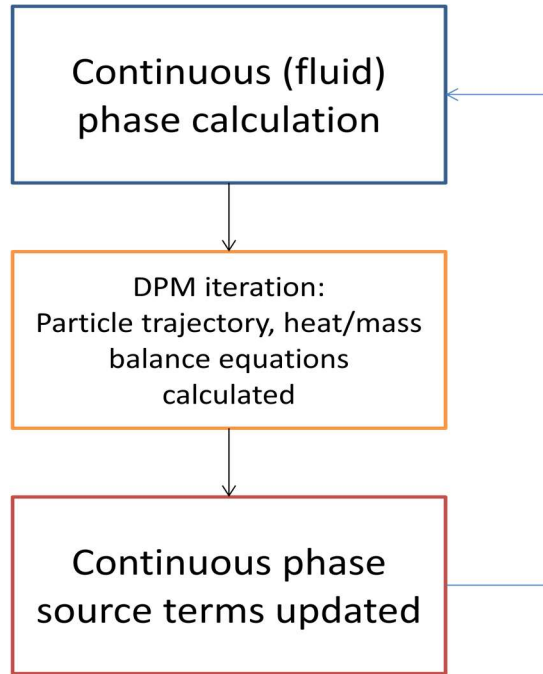 Continuous (fluid)
phase calculation
DPM iteration:
Particle trajectory, heat/mass
balance equations
calculated
Continuous phase
source terms updated